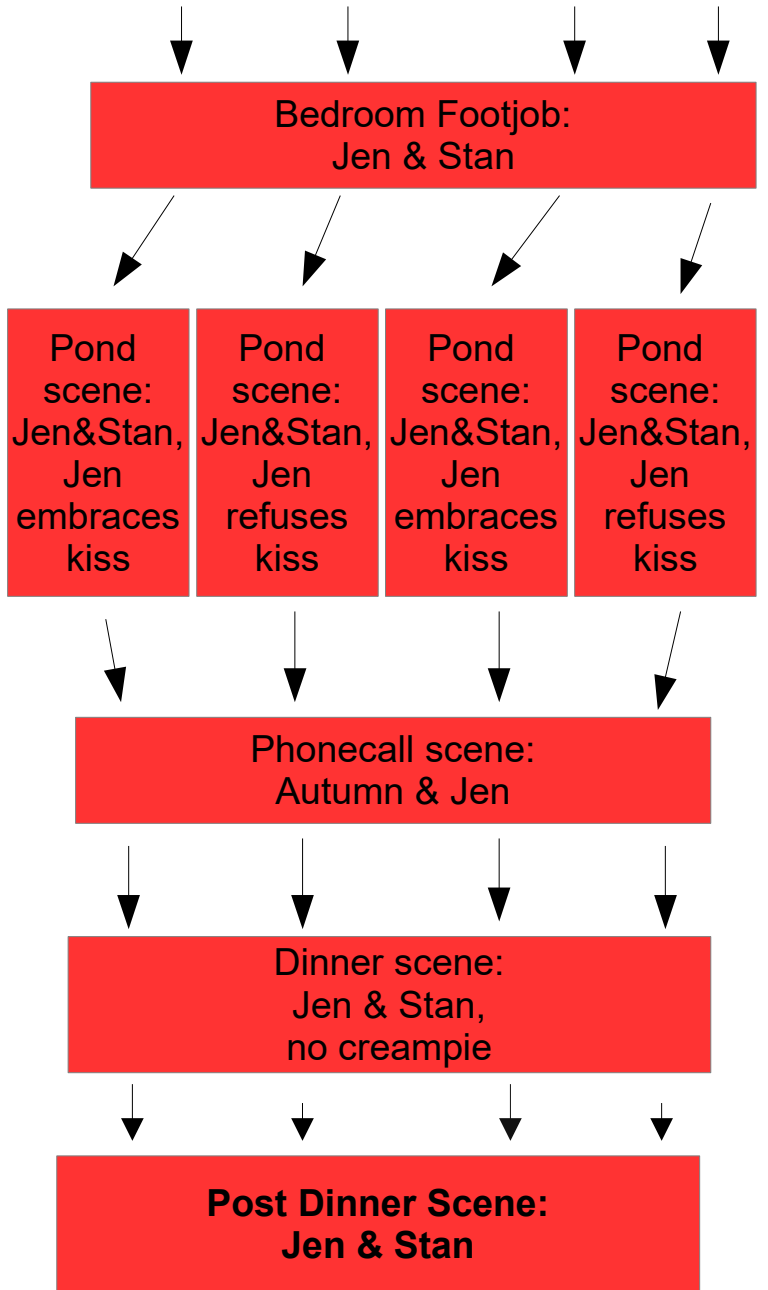 Bedroom Footjob:
Jen & Stan
Pond
scene:
Jen&Stan,
Jen
embraces
kiss
Pond
scene:
Jen&Stan,
Jen
refuses
kiss
Pond
scene:
Jen&Stan,
Jen
embraces
kiss
Pond
scene:
Jen&Stan,
Jen
refuses
kiss
Phonecall scene:
Autumn & Jen
Dinner scene:
Jen & Stan,
no creampie
Post Dinner Scene:
Jen & Stan